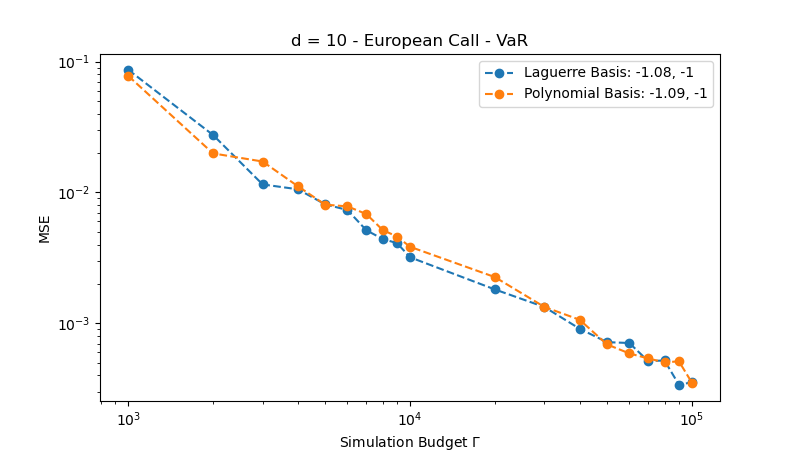 d = 10 - European Call - VaR
Laguerre Basis: -1.08, -1
Polynomial Basis: -1.09, -1
MSE
10⁻¹
10⁻²
10⁻³
10³ 10⁴ 10⁵
Simulation Budget Γ